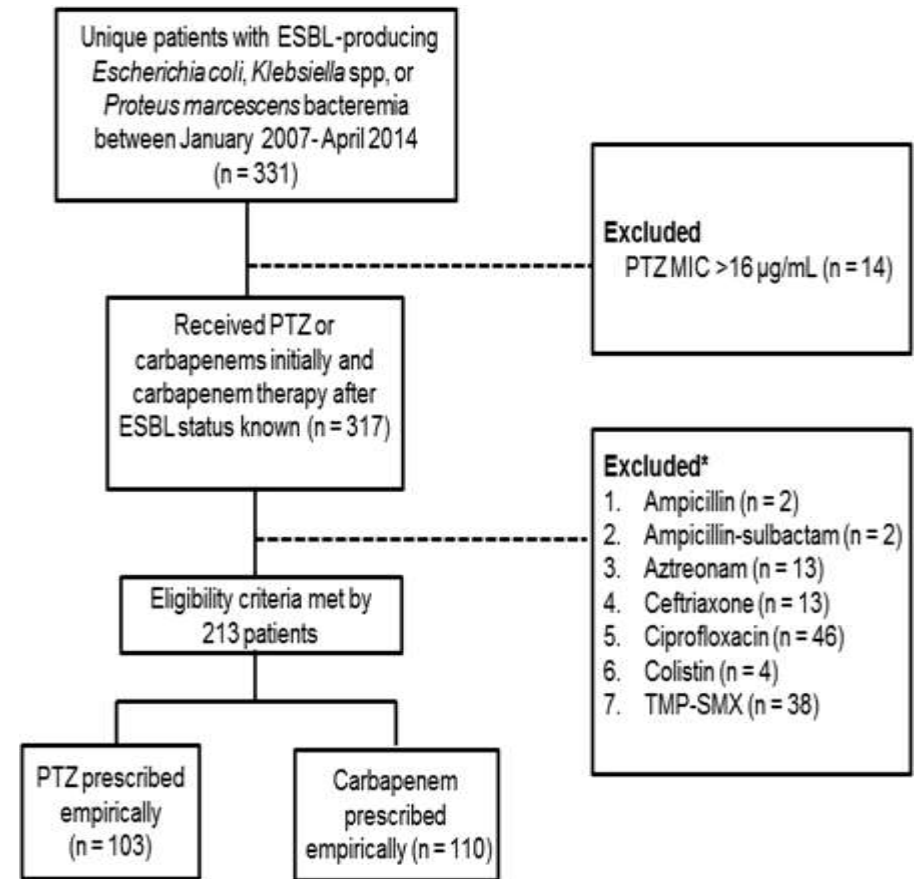 Unique patients with ESBL-producing
Escherichia coli, Klebsiella spp, or
Proteus marcescens bacteremia
between January 2007- April 2014
(n = 331)
Excluded
PTZ MIC >16 µg/mL (n = 14)
Received PTZ or
carbapenems initially and
carbapenem therapy after
ESBL status known (n = 317)
Excluded*
1. Ampicillin (n = 2)
2. Ampicillin-sulbactam (n = 2)
3. Aztreonam (n = 13)
4. Ceftriaxone (n = 13)
5. Ciprofloxacin (n = 46)
6. Colistin (n = 4)
7. TMP-SMX (n = 38)
Eligibility criteria met by
213 patients
PTZ prescribed
empirically
(n = 103)
Carbapenem
prescribed
empirically (n = 110)